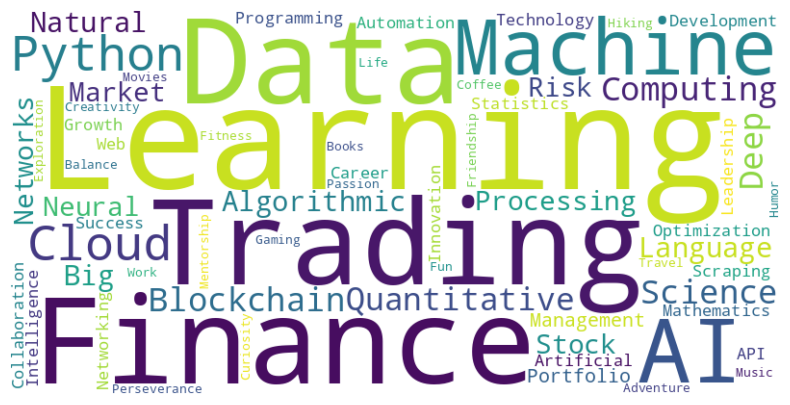 Natural
Programming
Automation
Technology
Hiking
Development
Python
Data
Machine
Movies
Life
Market
Coffee
Risk
Computing
Creativity
Statistics
Learning
Networks
Exploration
Growth
Web
Fitness
Books
Balance
Career
Passion
Friendship
Leadership
Deep
Humor
Neural
Algorithmic
Processing
Success
Trading
Innovation
Optimization
Cloud
Gaming
Language
Mentorship
Fun
Travel
Big
Work
Scraping
Collaboration
Intelligence
Networking
Blockchain
Quantitative
Science
Finance
Management
Mathematics
Curiosity
Stock
AI
API
Artificial
Portfolio
Music
Perseverance
Adventure